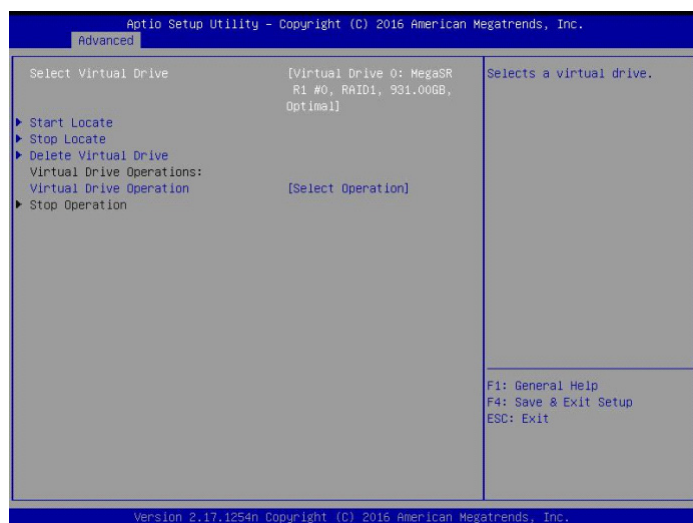 Aptio Setup Utility – Copyright (C) 2016 American Megatrends, Inc.
Advanced
Select Virtual Drive [Virtual Drive 0: MegaSR Selects a virtual drive.
R1 #0, RAID1, 931.00GB,
Optimal]
Start Locate
Stop Locate
Delete Virtual Drive
Virtual Drive Operations:
Virtual Drive Operation [Select Operation]
Stop Operation
F1: General Help
F4: Save & Exit Setup
ESC: Exit
Version 2.17.1254n Copyright (C) 2016 American Megatrends, Inc.